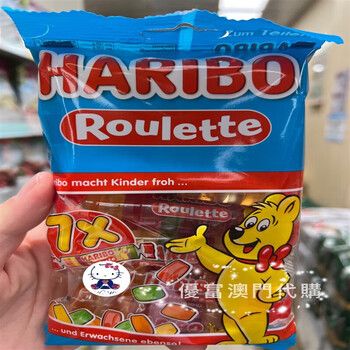 Zum Teilen
HARIBO
Roulette
Haribo macht Kinder froh ...
Roulette
7x
HARIBO
優富澳門代購
... und Erwachsene ebenso!